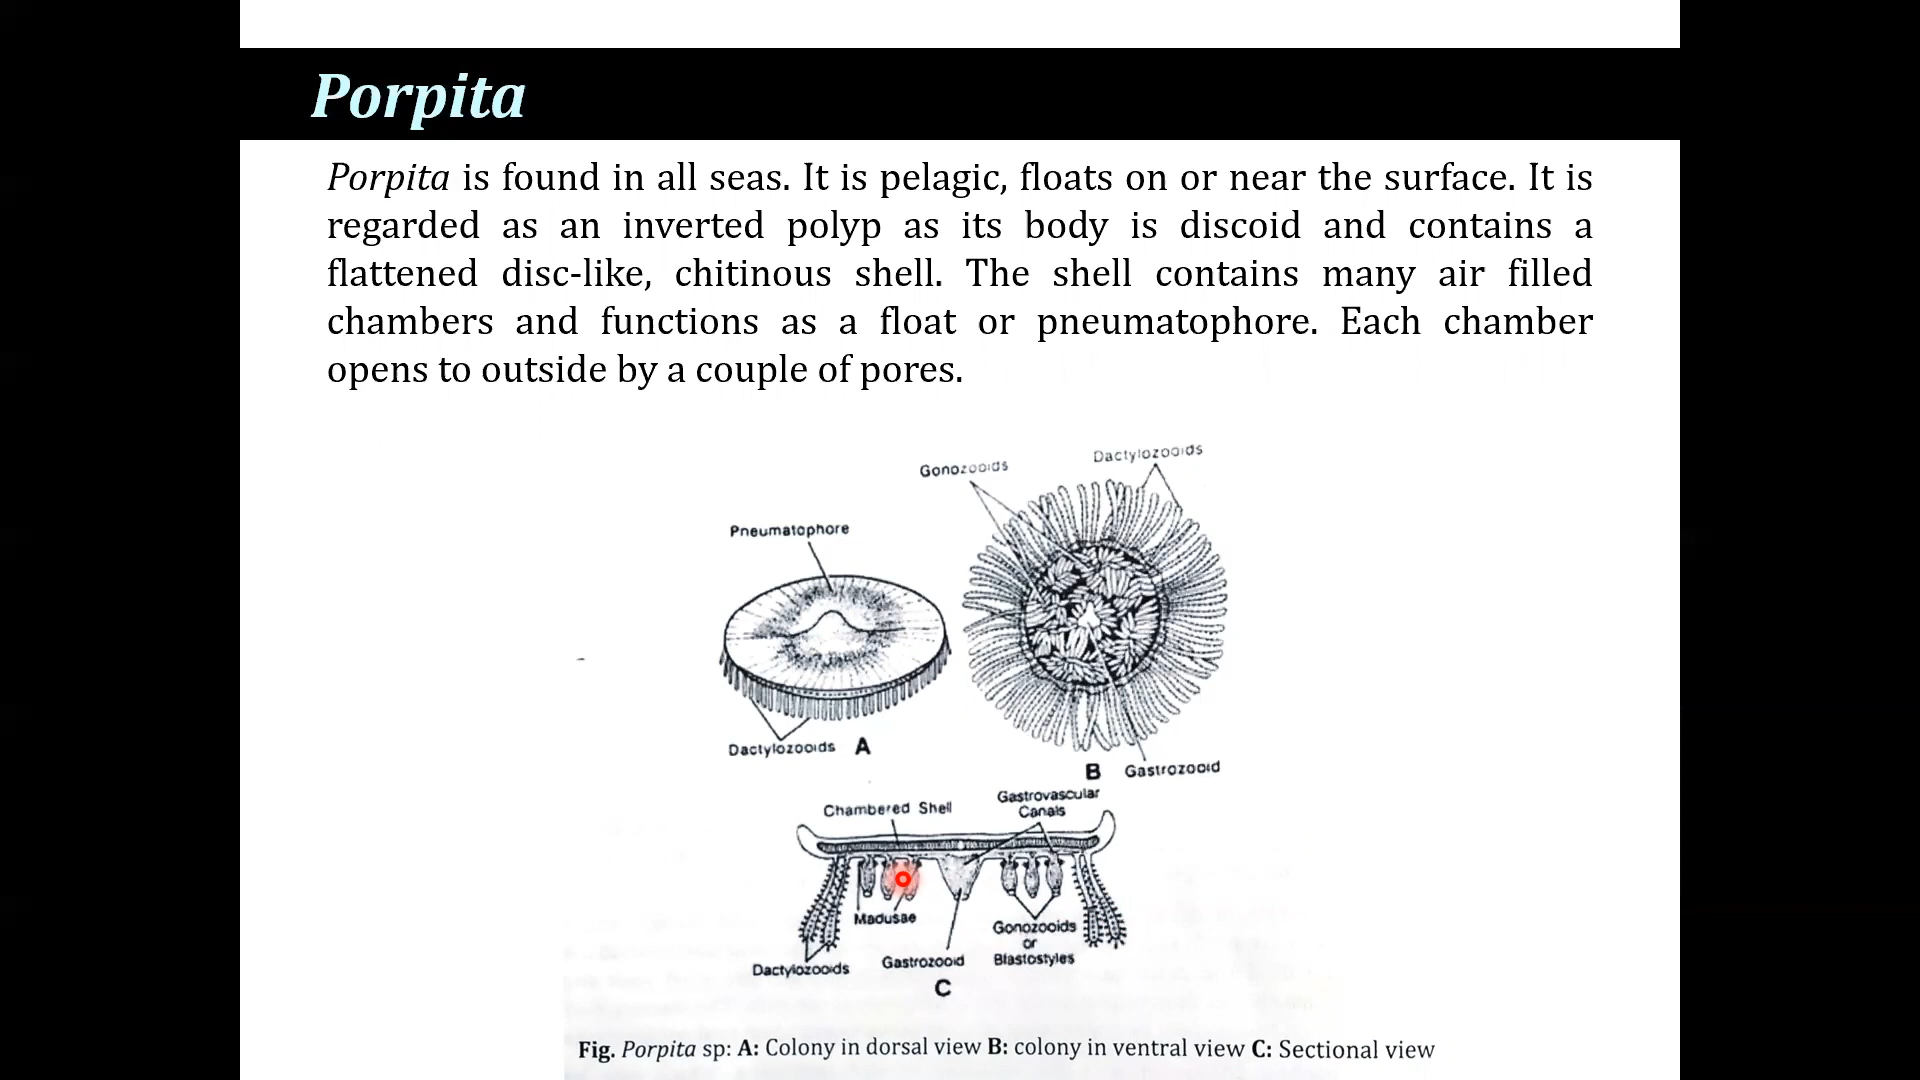 Porpita
Porpita is found in all seas. It is pelagic, floats on or near the surface. It is
regarded as an inverted polyp as its body is discoid and contains a
flattened disc-like, chitinous shell. The shell contains many air filled
chambers and functions as a float or pneumatophore. Each chamber
opens to outside by a couple of pores.
Gonozooids
Dactylozooids
Pneumatophore
Dactylozooids
A
B
Gastrozooid
Chambered Shell
Gastrovascular
Canals
Madusae
Gonozooids
or
Blastostyles
Dactylozooids
Gastrozooid
C
Fig. Porpita sp: A: Colony in dorsal view B: colony in ventral view C: Sectional view